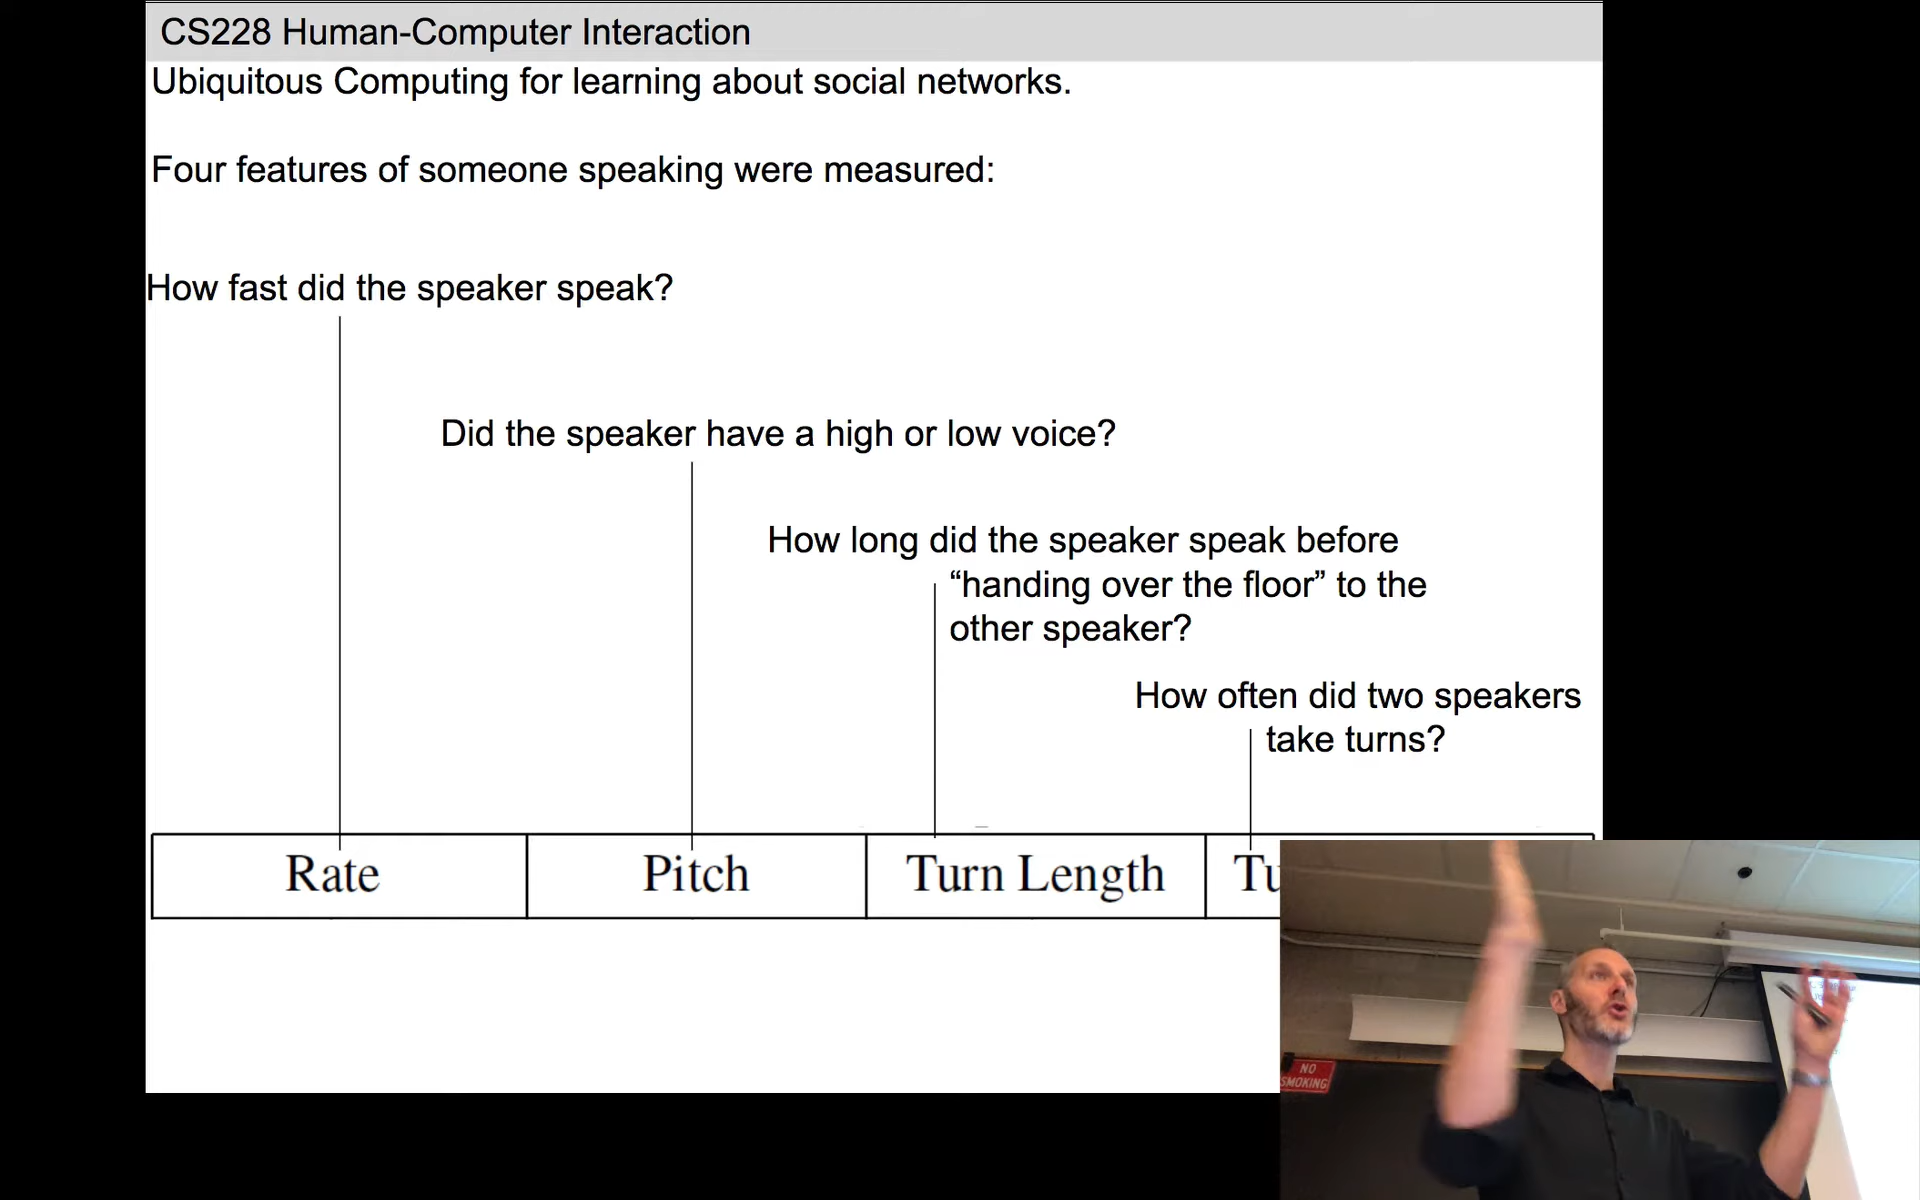 CS228 Human-Computer Interaction
Ubiquitous Computing for learning about social networks.
Four features of someone speaking were measured:
How fast did the speaker speak?
Did the speaker have a high or low voice?
How long did the speaker speak before
“handing over the floor” to the
other speaker?
How often did two speakers
take turns?
Rate
Pitch
Turn Length
NO
SMOKING